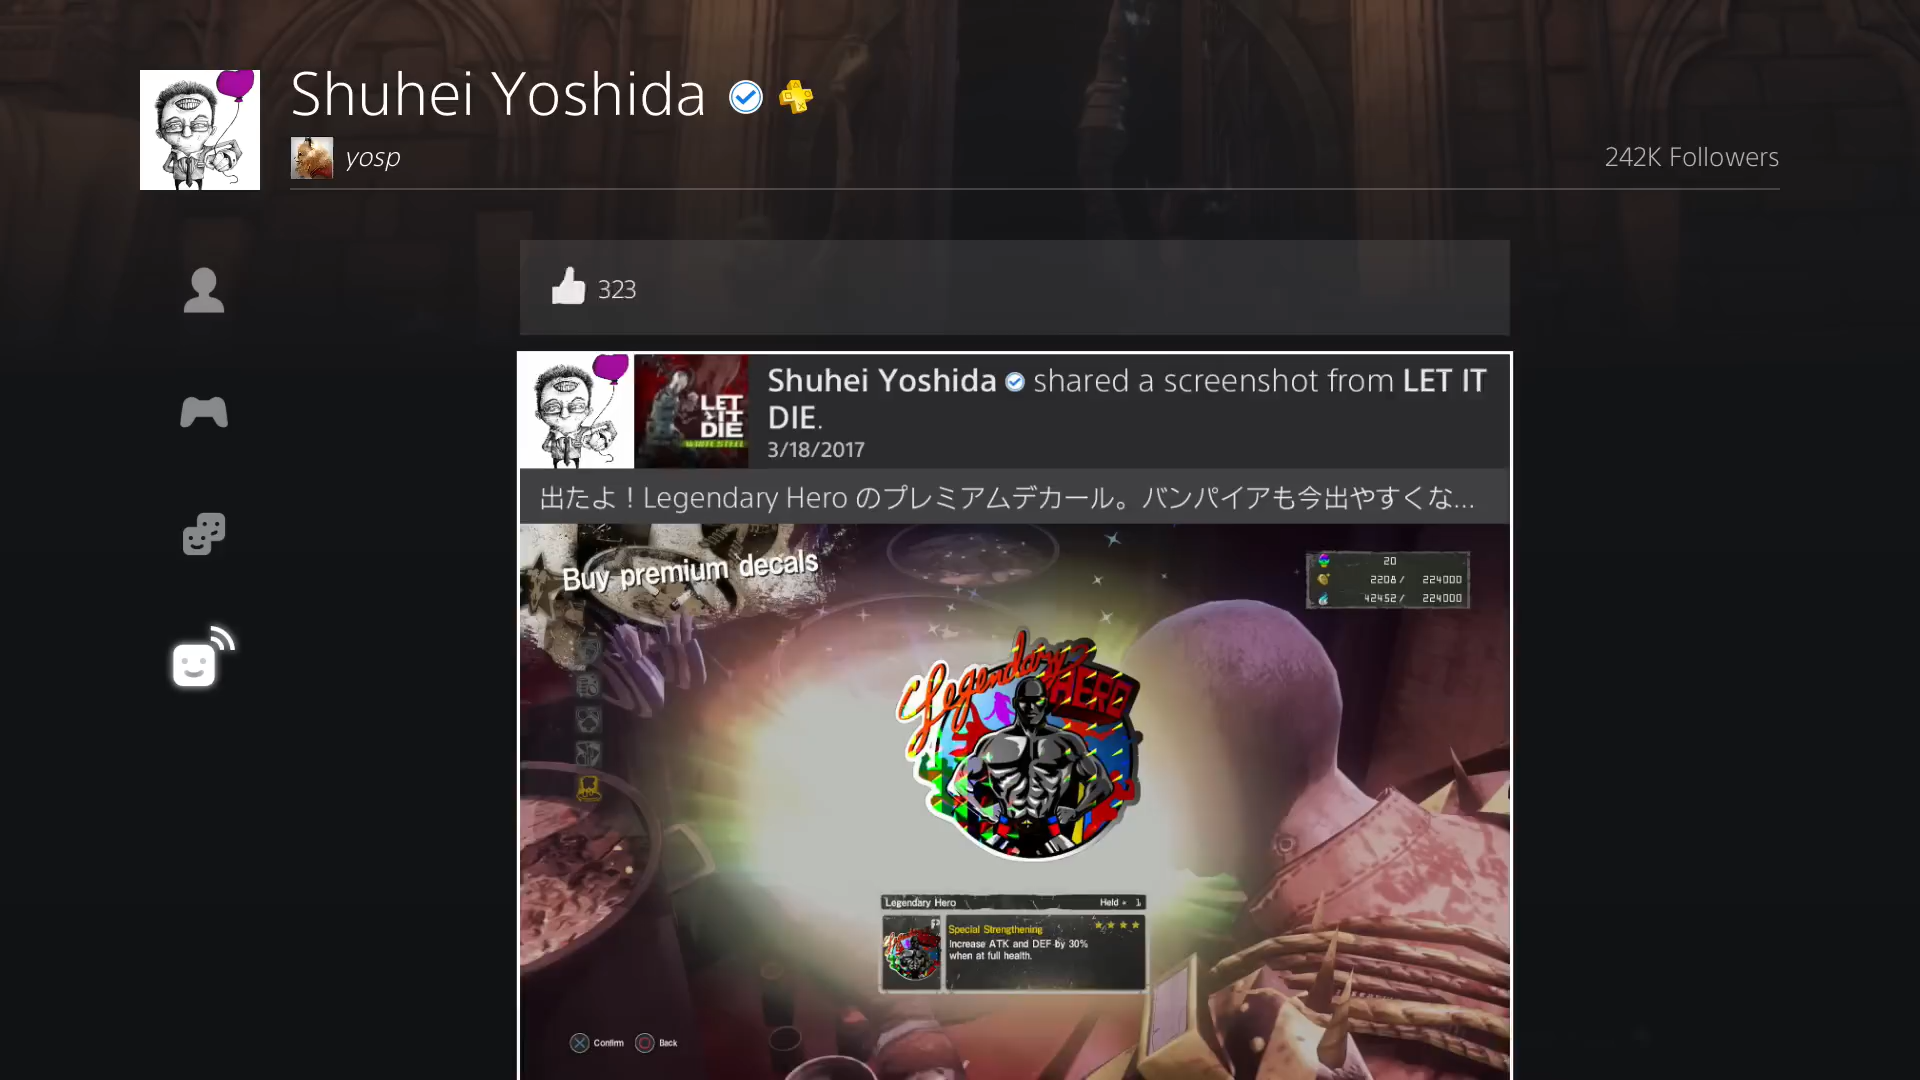 Shuhei Yoshida
yosp
242K Followers
323
LET IT DIE
WHITE STEEL
Shuhei Yoshida shared a screenshot from LET IT
DIE.
3/18/2017
出たよ！Legendary Hero のプレミアムデカール。バンパイアも今出やすくな...
Buy premium decals
20
2208 / 224000
42452 / 224000
Legendary HERO
Legendary Hero Held × 1
Special Strengthening
Increase ATK and DEF by 30%
when at full health.
Confirm Back